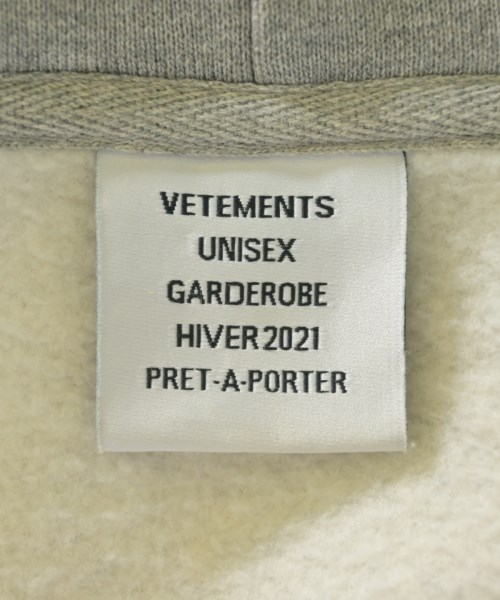 VETEMENTS
UNISEX
GARDEROBE
HIVER 2021
PRET-A-PORTER